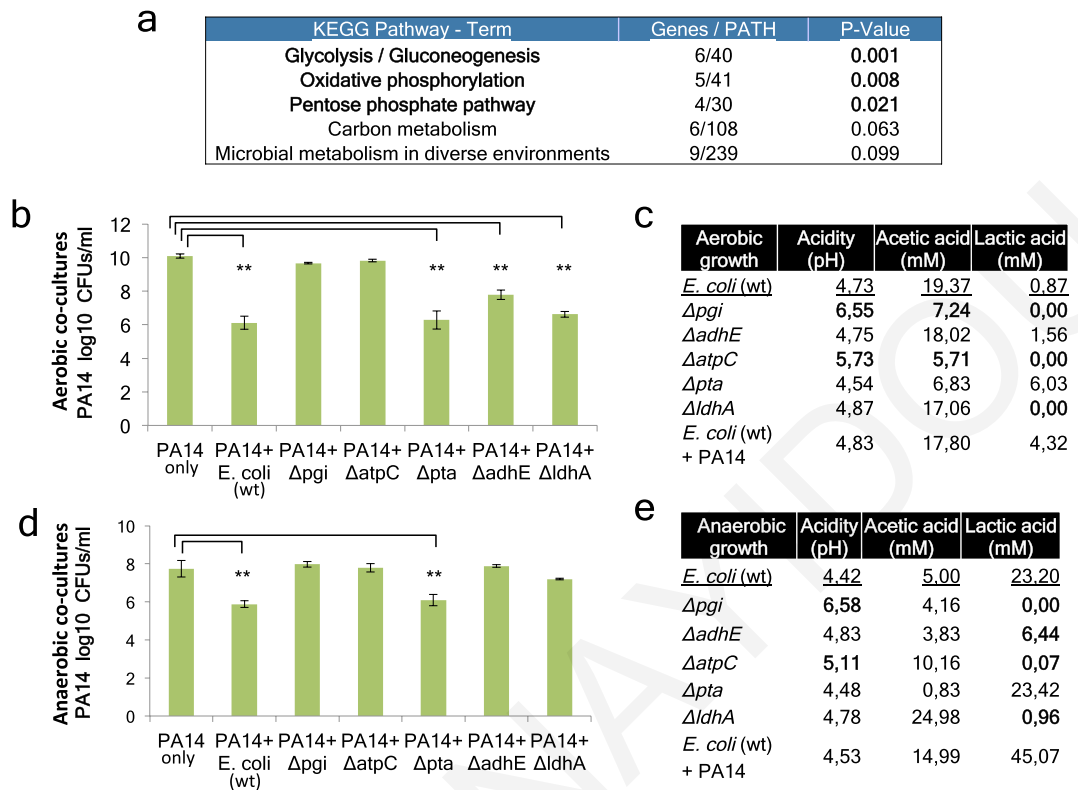 a
KEGG Pathway - Term Genes / PATH P-Value
Glycolysis / Gluconeogenesis 6/40 0.001
Oxidative phosphorylation 5/41 0.008
Pentose phosphate pathway 4/30 0.021
Carbon metabolism 6/108 0.063
Microbial metabolism in diverse environments 9/239 0.099
b
Aerobic co-cultures
PA14 log10 CFUs/ml
12
10
8
6
4
2
0
** ** ** **
PA14 only
PA14+ E. coli (wt)
PA14+ Δpgi
PA14+ ΔatpC
PA14+ Δpta
PA14+ ΔadhE
PA14+ ΔldhA
c
Aerobic growth Acidity (pH) Acetic acid (mM) Lactic acid (mM)
E. coli (wt) 4,73 19,37 0,87
Δpgi 6,55 7,24 0,00
ΔadhE 4,75 18,02 1,56
ΔatpC 5,73 5,71 0,00
Δpta 4,54 6,83 6,03
ΔldhA 4,87 17,06 0,00
E. coli (wt) + PA14 4,83 17,80 4,32
d
Anaerobic co-cultures
PA14 log10 CFUs/ml
10
8
6
4
2
0
** **
PA14 only
PA14+ E. coli (wt)
PA14+ Δpgi
PA14+ ΔatpC
PA14+ Δpta
PA14+ ΔadhE
PA14+ ΔldhA
e
Anaerobic growth Acidity (pH) Acetic acid (mM) Lactic acid (mM)
E. coli (wt) 4,42 5,00 23,20
Δpgi 6,58 4,16 0,00
ΔadhE 4,83 3,83 6,44
ΔatpC 5,11 10,16 0,07
Δpta 4,48 0,83 23,42
ΔldhA 4,78 24,98 0,96
E. coli (wt) + PA14 4,53 14,99 45,07